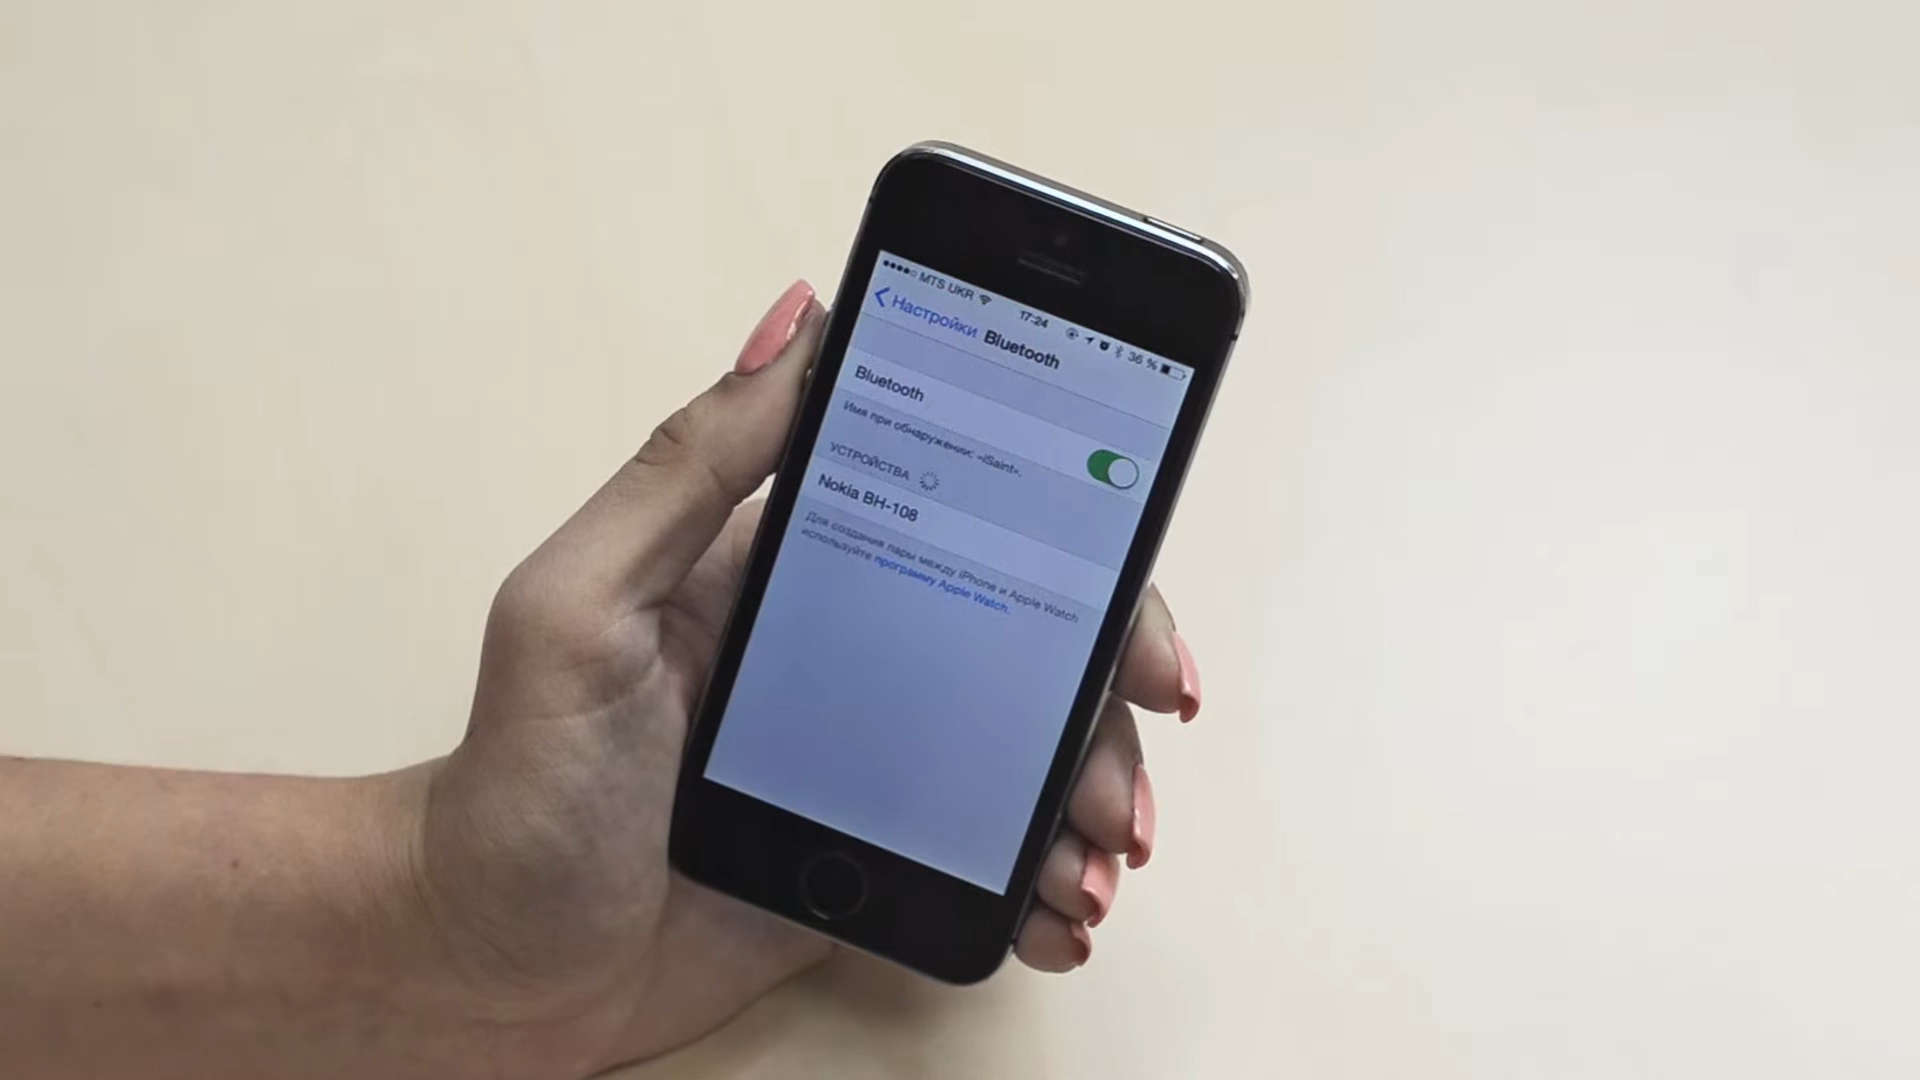 MTS UKR 17:24 36 %
Настройки Bluetooth
Bluetooth
Имя при обнаружении: «iSaint».
УСТРОЙСТВА
Nokia BH-108
Для создания пары между iPhone и Apple Watch
используйте программу Apple Watch.